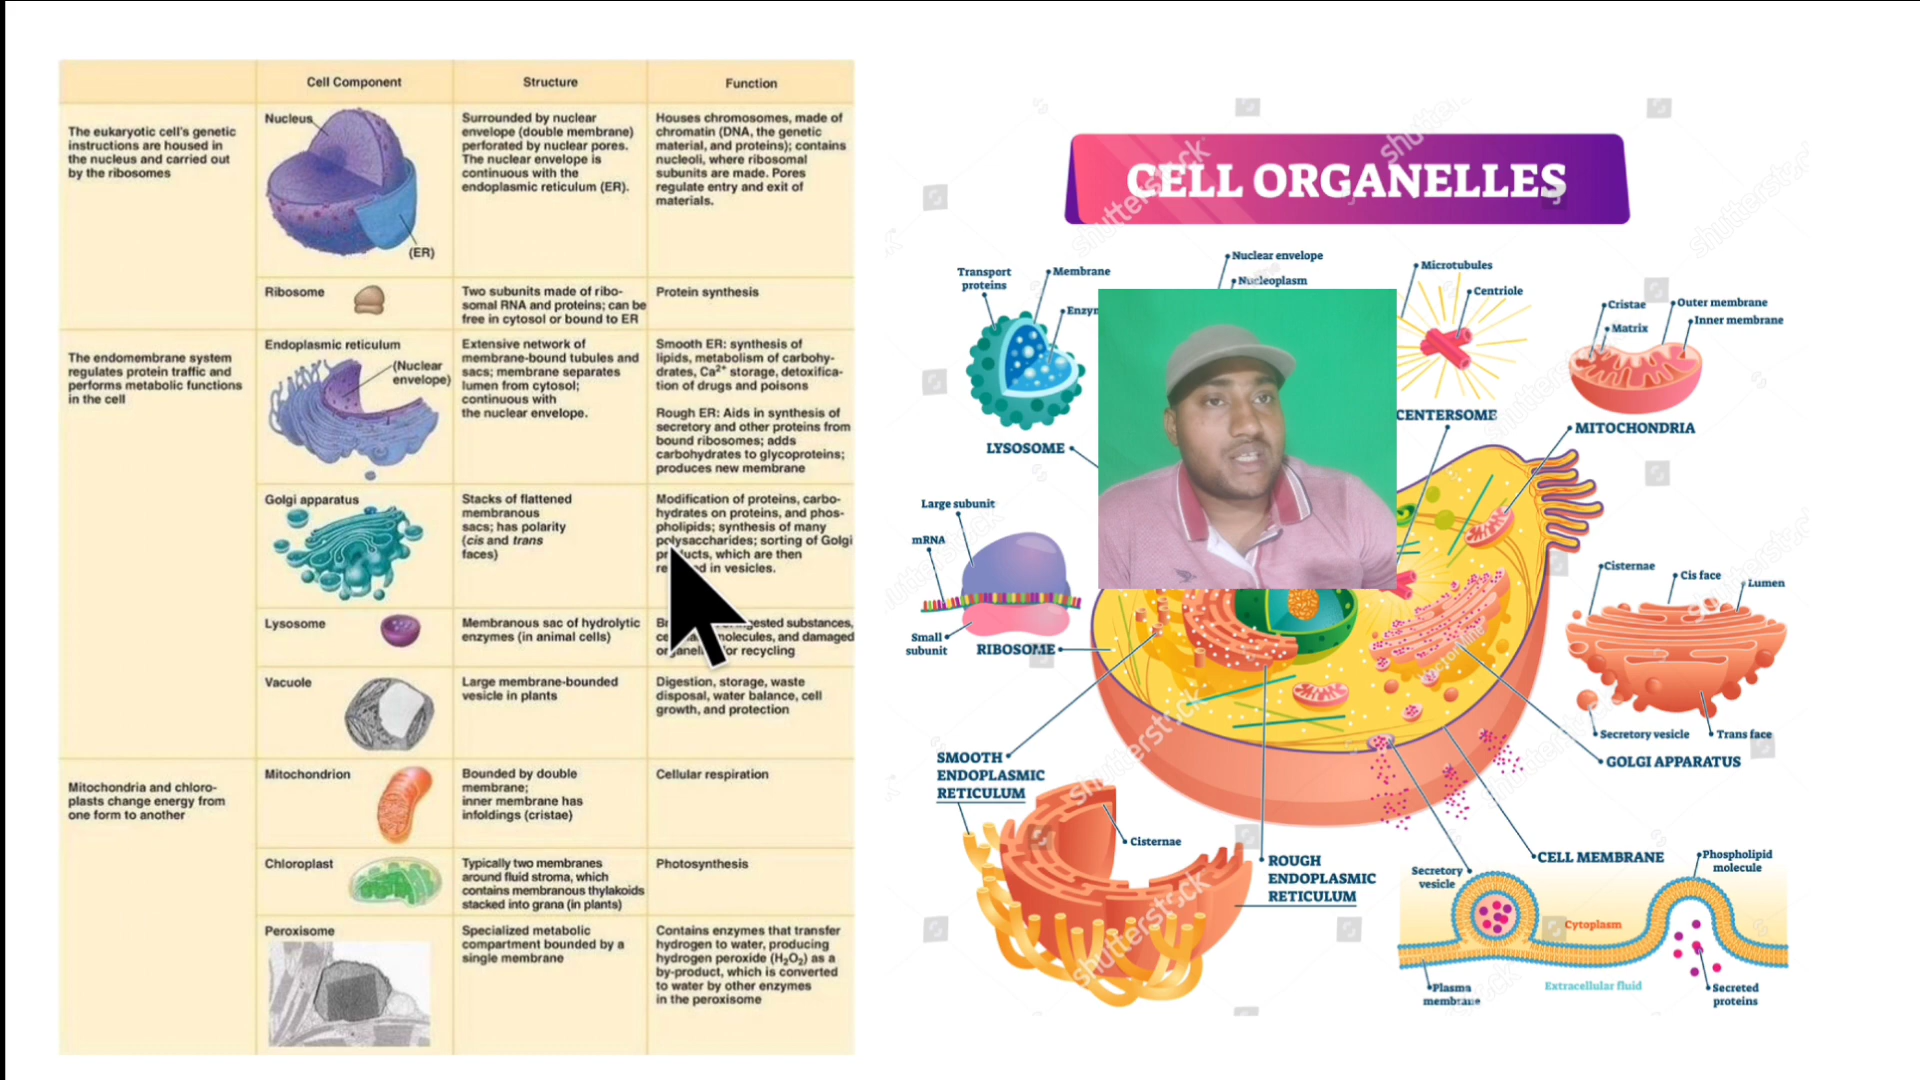 Cell Component
Structure
Function
The eukaryotic cell's genetic
instructions are housed in
the nucleus and carried out
by the ribosomes
Nucleus
(ER)
Surrounded by nuclear
envelope (double membrane)
perforated by nuclear pores.
The nuclear envelope is
continuous with the
endoplasmic reticulum (ER).
Houses chromosomes, made of
chromatin (DNA, the genetic
material, and proteins); contains
nucleoli, where ribosomal
subunits are made. Pores
regulate entry and exit of
materials.
Ribosome
Two subunits made of ribo-
somal RNA and proteins; can be
free in cytosol or bound to ER
Protein synthesis
The endomembrane system
regulates protein traffic and
performs metabolic functions
in the cell
Endoplasmic reticulum
(Nuclear
envelope)
Extensive network of
membrane-bound tubules and
sacs; membrane separates
lumen from cytosol;
continuous with
the nuclear envelope.
Smooth ER: synthesis of
lipids, metabolism of carbohy-
drates, Ca2+ storage, detoxifica-
tion of drugs and poisons
Rough ER: Aids in synthesis of
secretory and other proteins from
bound ribosomes; adds
carbohydrates to glycoproteins;
produces new membrane
Golgi apparatus
Stacks of flattened
membranous
sacs; has polarity
(cis and trans
faces)
Modification of proteins, carbo-
hydrates on proteins, and phos-
pholipids; synthesis of many
polysaccharides; sorting of Golgi
which are then
in vesicles.
Lysosome
Membranous sac of hydrolytic
enzymes (in animal cells)
substances,
and damaged
for recycling
Vacuole
Large membrane-bounded
vesicle in plants
Digestion, storage, waste
disposal, water balance, cell
growth, and protection
Mitochondria and chloro-
plasts change energy from
one form to another
Mitochondrion
Bounded by double
membrane;
inner membrane has
infoldings (cristae)
Cellular respiration
Chloroplast
Typically two membranes
around fluid stroma, which
contains membranous thylakoids
stacked into grana (in plants)
Photosynthesis
Peroxisome
Specialized metabolic
compartment bounded by a
single membrane
Contains enzymes that transfer
hydrogen to water, producing
hydrogen peroxide (H2O2) as a
by-product, which is converted
to water by other enzymes
in the peroxisome
CELL ORGANELLES
Transport
proteins
Membrane
LYSOSOME
Nuclear envelope
Nucleoplasm
Microtubules
Centriole
CENTERSOME
Cristae
Matrix
Outer membrane
Inner membrane
MITOCHONDRIA
Large subunit
mRNA
Small
subunit
RIBOSOME
Cisternae
Cis face
Lumen
Secretory vesicle
Trans face
GOLGI APPARATUS
SMOOTH
ENDOPLASMIC
RETICULUM
Cisternae
ROUGH
ENDOPLASMIC
RETICULUM
CELL MEMBRANE
Secretory
vesicle
Phospholipid
molecule
Cytoplasm
Plasma
membrane
Extracellular fluid
Secreted
proteins
shutterstock
shutterstock
shutterstock
shutterstock